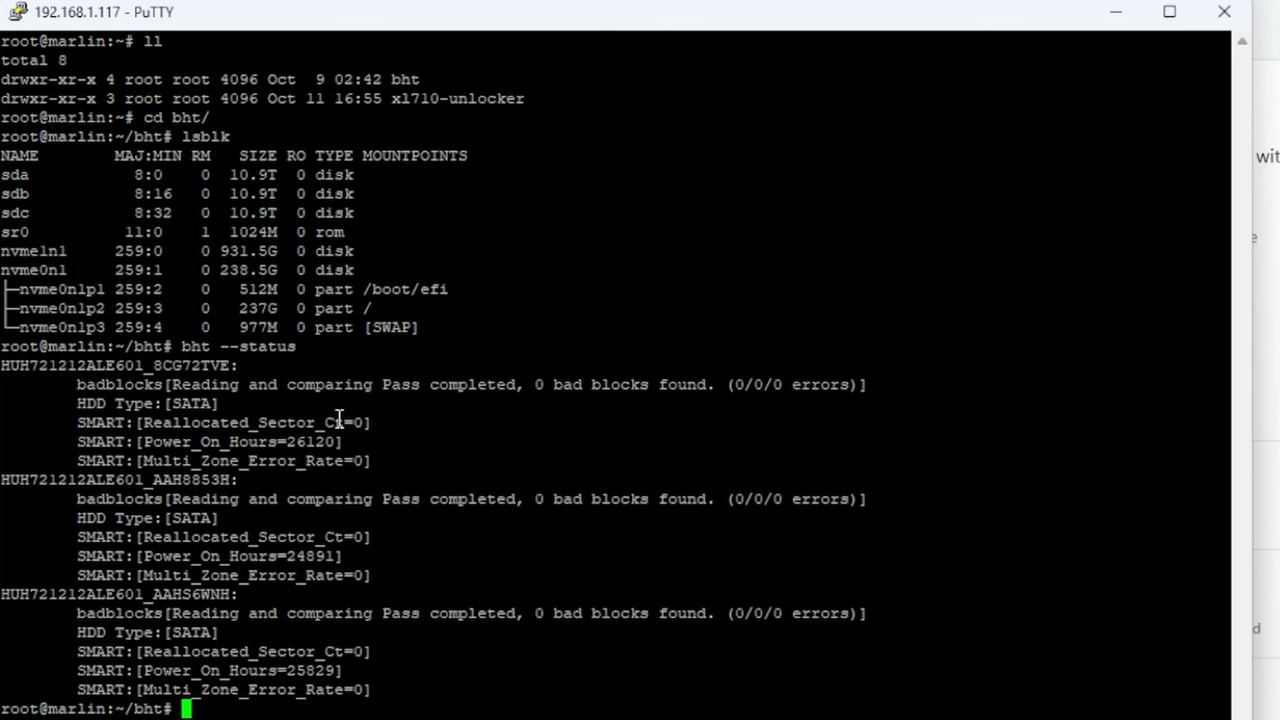 192.168.1.117 - PuTTY
root@marlin:~# ll
total 8
drwxr-xr-x 4 root root 4096 Oct  9 02:42 bht
drwxr-xr-x 3 root root 4096 Oct 11 16:55 xl710-unlocker
root@marlin:~# cd bht/
root@marlin:~/bht# lsblk
NAME        MAJ:MIN RM   SIZE RO TYPE MOUNTPOINTS
sda           8:0    0  10.9T  0 disk
sdb           8:16   0  10.9T  0 disk
sdc           8:32   0  10.9T  0 disk
sr0          11:0    1  1024M  0 rom
nvme1n1     259:0    0 931.5G  0 disk
nvme0n1     259:1    0 238.5G  0 disk
├─nvme0n1p1 259:2    0   512M  0 part /boot/efi
├─nvme0n1p2 259:3    0   237G  0 part /
└─nvme0n1p3 259:4    0   977M  0 part [SWAP]
root@marlin:~/bht# bht --status
HUH721212ALE601_8CG72TVE:
        badblocks[Reading and comparing Pass completed, 0 bad blocks found. (0/0/0 errors)]
        HDD Type:[SATA]
        SMART:[Reallocated_Sector_Ct=0]
        SMART:[Power_On_Hours=26120]
        SMART:[Multi_Zone_Error_Rate=0]
HUH721212ALE601_AAH8853H:
        badblocks[Reading and comparing Pass completed, 0 bad blocks found. (0/0/0 errors)]
        HDD Type:[SATA]
        SMART:[Reallocated_Sector_Ct=0]
        SMART:[Power_On_Hours=24891]
        SMART:[Multi_Zone_Error_Rate=0]
HUH721212ALE601_AAHS6WNH:
        badblocks[Reading and comparing Pass completed, 0 bad blocks found. (0/0/0 errors)]
        HDD Type:[SATA]
        SMART:[Reallocated_Sector_Ct=0]
        SMART:[Power_On_Hours=25829]
        SMART:[Multi_Zone_Error_Rate=0]
root@marlin:~/bht#